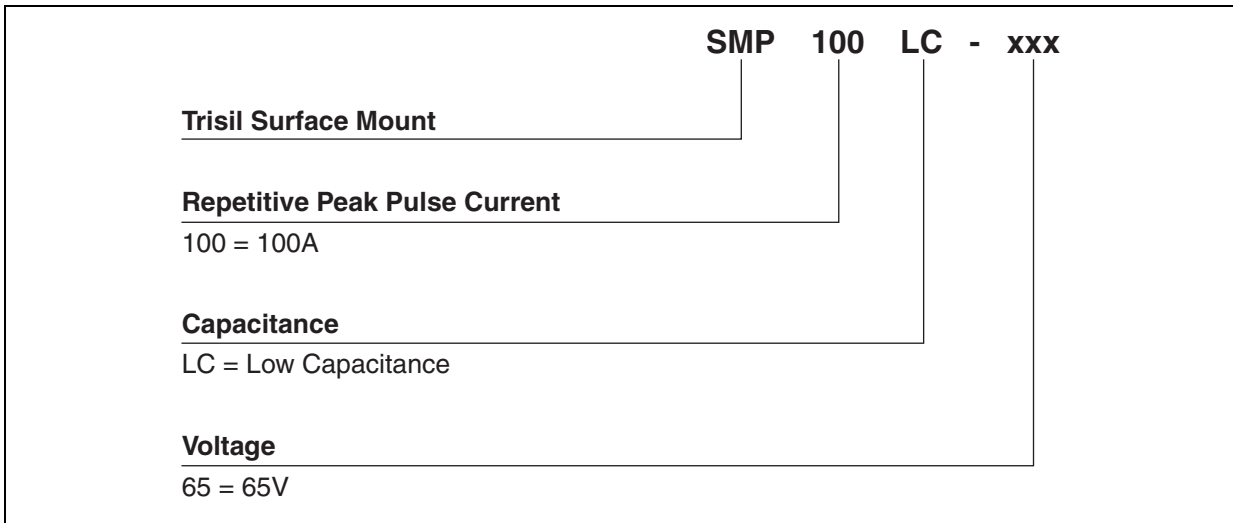 SMP 100 LC - xxx
Trisil Surface Mount
Repetitive Peak Pulse Current
100 = 100A
Capacitance
LC = Low Capacitance
Voltage
65 = 65V